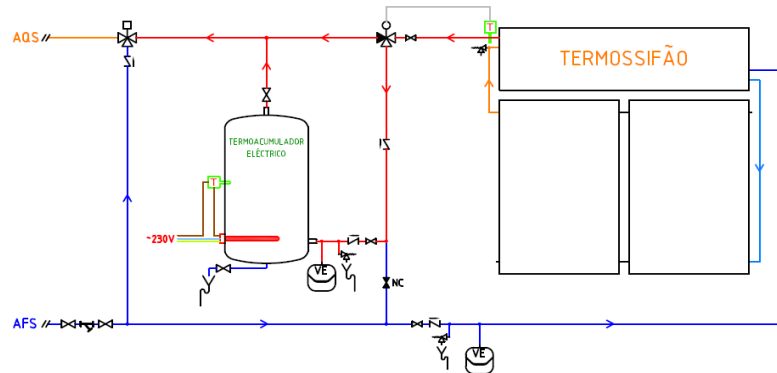 T
AQS
TERMOSSIFÃO
TERMOACUMULADOR
ELÉCTRICO
T
~230V
VE
NC
AFS
VE